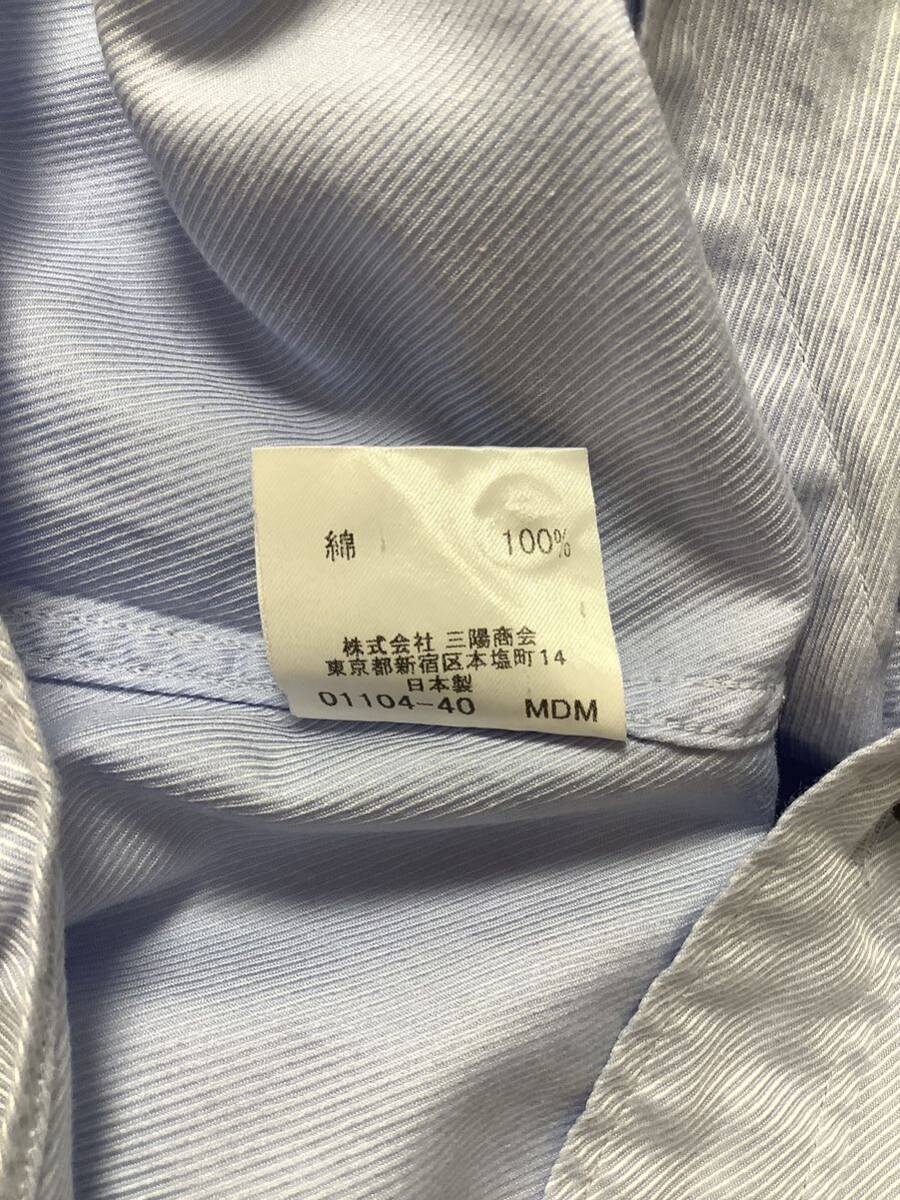 綿 100%
株式会社 三陽商会
東京都新宿区本塩町14
日本製
01104-40 MDM